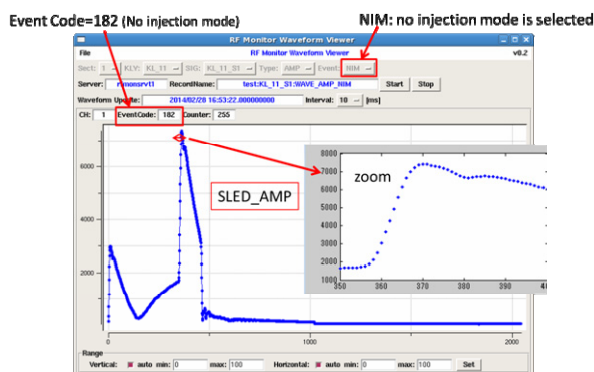 Event Code=182 (No injection mode)
NIM: no injection mode is selected
RF Monitor Waveform Viewer
File RF Monitor Waveform Viewer v0.2
Sect: 1 KLY: KL_11 SIG: KL_11_S1 Type: AMP Event: NIM
Server: rfmonsrvt1 RecordName: test:KL_11_S1:WAVE_AMP_NIM Start Stop
Waveform Update: 2014/02/28 16:53:22.000000000 Interval: 10 [ms]
CH: 1 EventCode: 182 Counter: 255
6000
4000
2000
0 1000 2000
SLED_AMP
zoom
8000
7000
6000
5000
4000
3000
2000
1000
0
350 360 370 380 390
Range
Vertical: auto min: 0 max: 100 Horizontal: auto min: 0 max: 100 Set